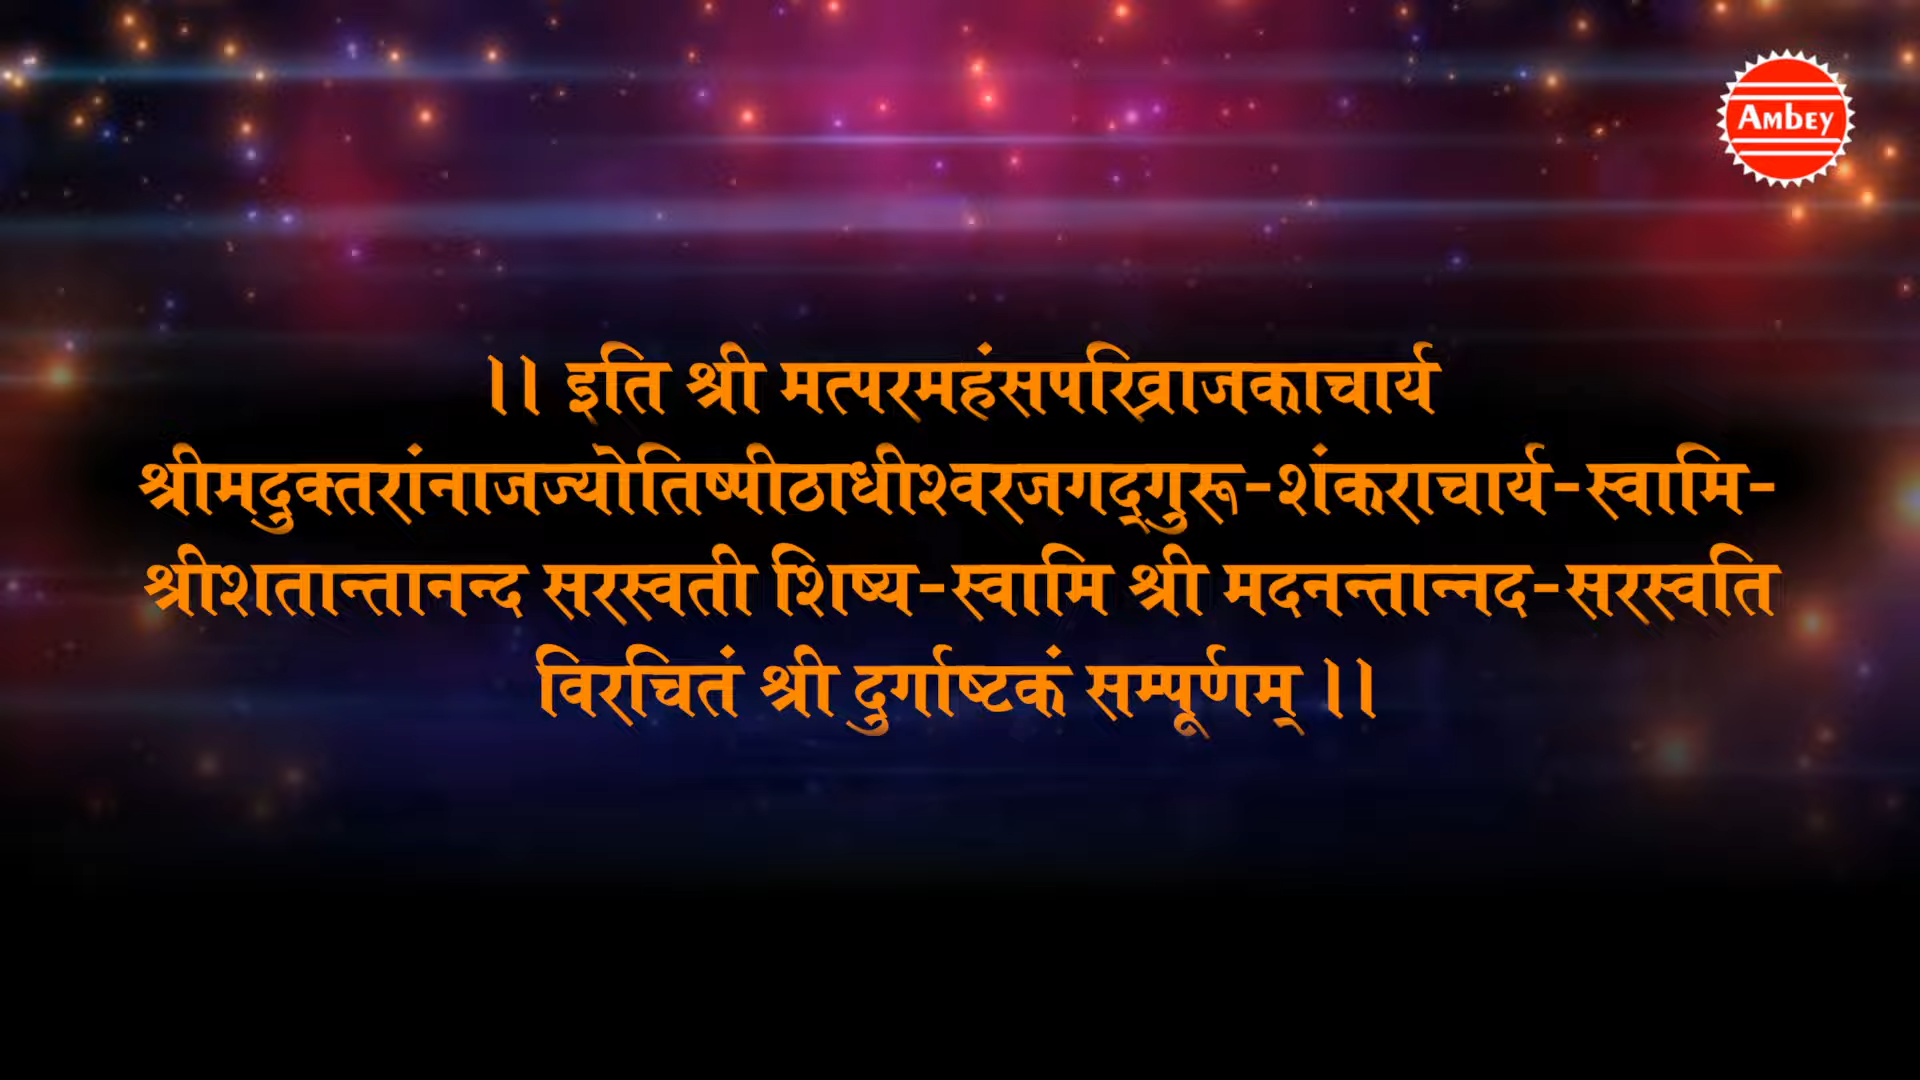 AMBEY
।। इति श्री मत्परमहंसपरिव्राजकाचार्य
श्रीमदुक्तरांनाजज्योतिष्पीठाधीश्वरजगद्गुरू-शंकराचार्य-स्वामि-
श्रीशतान्तानन्द सरस्वती शिष्य-स्वामि श्री मदनन्तान्नद-सरस्वति
विरचितं श्री दुर्गाष्टकं सम्पूर्णम् ।।